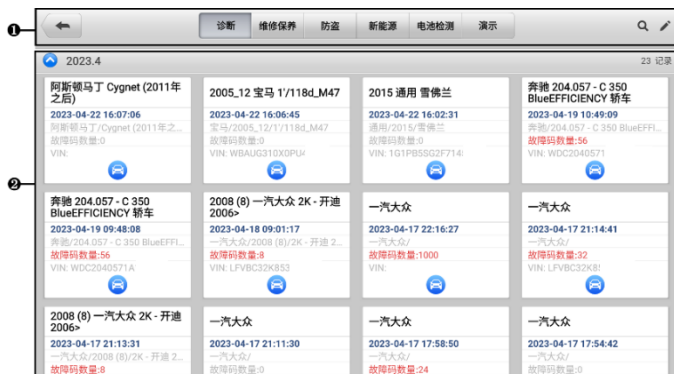 ❶
诊断 维修保养 防盗 新能源 电池检测 演示
❷
2023.4 23 记录
阿斯顿马丁 Cygnet (2011年
之后)
2023-04-22 16:07:06
阿斯顿马丁/Cygnet (2011年之...
故障码数量:0
VIN:
2005_12 宝马 1'/118d_M47
2023-04-22 16:06:45
宝马/2005_12/1'/118d_M47
故障码数量:0
VIN: WBAUG310X0PU
2015 通用 雪佛兰
2023-04-22 16:02:31
通用/2015/雪佛兰
故障码数量:0
VIN: 1G1PB5SG2F714
奔驰 204.057 - C 350
BlueEFFICIENCY 轿车
2023-04-19 10:49:09
奔驰/204.057 - C 350 BlueEFFI...
故障码数量:56
VIN: WDC2040571
奔驰 204.057 - C 350
BlueEFFICIENCY 轿车
2023-04-19 09:48:08
奔驰/204.057 - C 350 BlueEFFI...
故障码数量:56
VIN: WDC2040571A
2008 (8) 一汽大众 2K - 开迪
2006>
2023-04-18 09:01:17
一汽大众/2008 (8)/2K - 开迪 2...
故障码数量:8
VIN: LFVBC32K853
一汽大众
2023-04-17 22:16:27
一汽大众/
故障码数量:1000
VIN:
一汽大众
2023-04-17 21:14:41
一汽大众/
故障码数量:32
VIN: LFVBC32K8
2008 (8) 一汽大众 2K - 开迪
2006>
2023-04-17 21:13:31
一汽大众/2008 (8)/2K - 开迪 2...
故障码数量:8
一汽大众
2023-04-17 21:11:30
一汽大众/
故障码数量:0
一汽大众
2023-04-17 17:58:50
一汽大众/
故障码数量:24
一汽大众
2023-04-17 17:54:42
一汽大众/
故障码数量:0